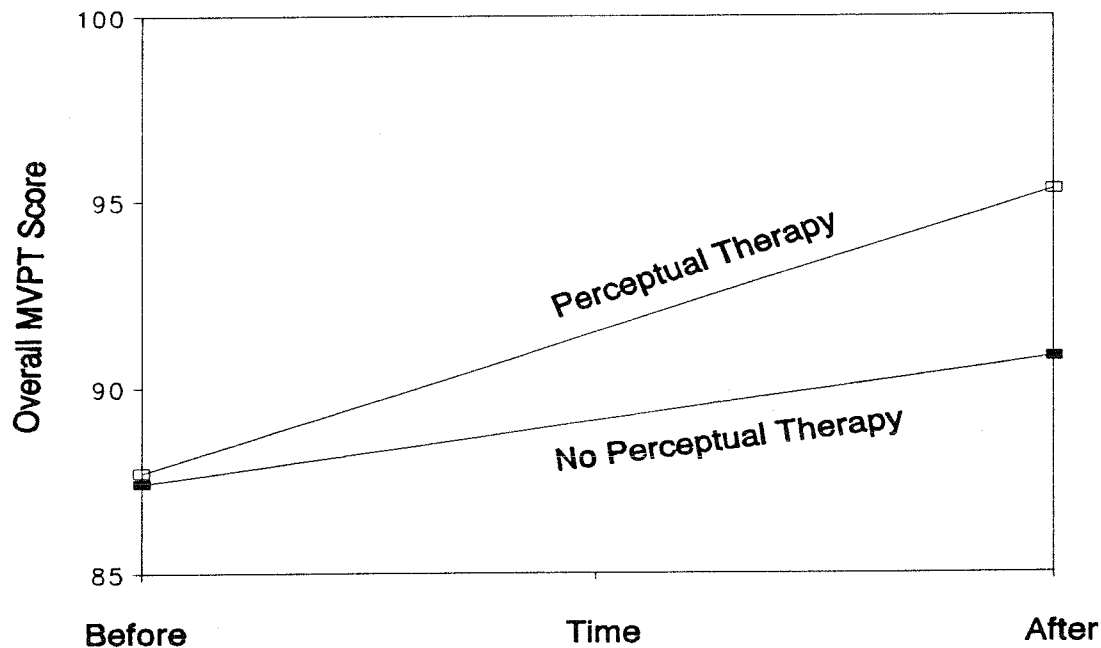 100
95
90
85
Overall MVPT Score
Perceptual Therapy
No Perceptual Therapy
Before
Time
After